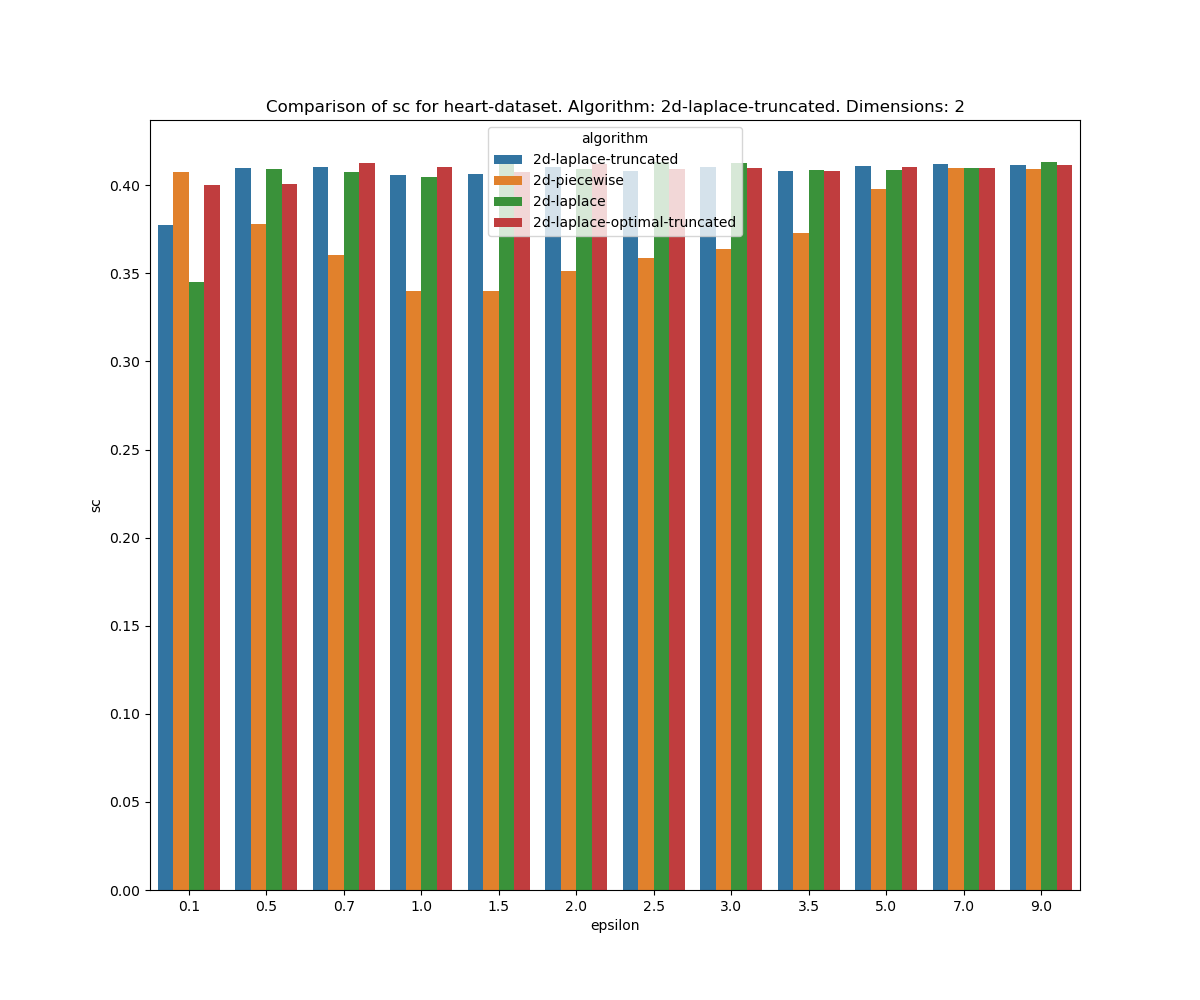 Comparison of sc for heart-dataset. Algorithm: 2d-laplace-truncated. Dimensions: 2
algorithm
2d-laplace-truncated
2d-piecewise
2d-laplace
2d-laplace-optimal-truncated
0.40
0.35
0.30
0.25
0.20
0.15
0.10
0.05
0.00
sc
0.1 0.5 0.7 1.0 1.5 2.0 2.5 3.0 3.5 5.0 7.0 9.0
epsilon